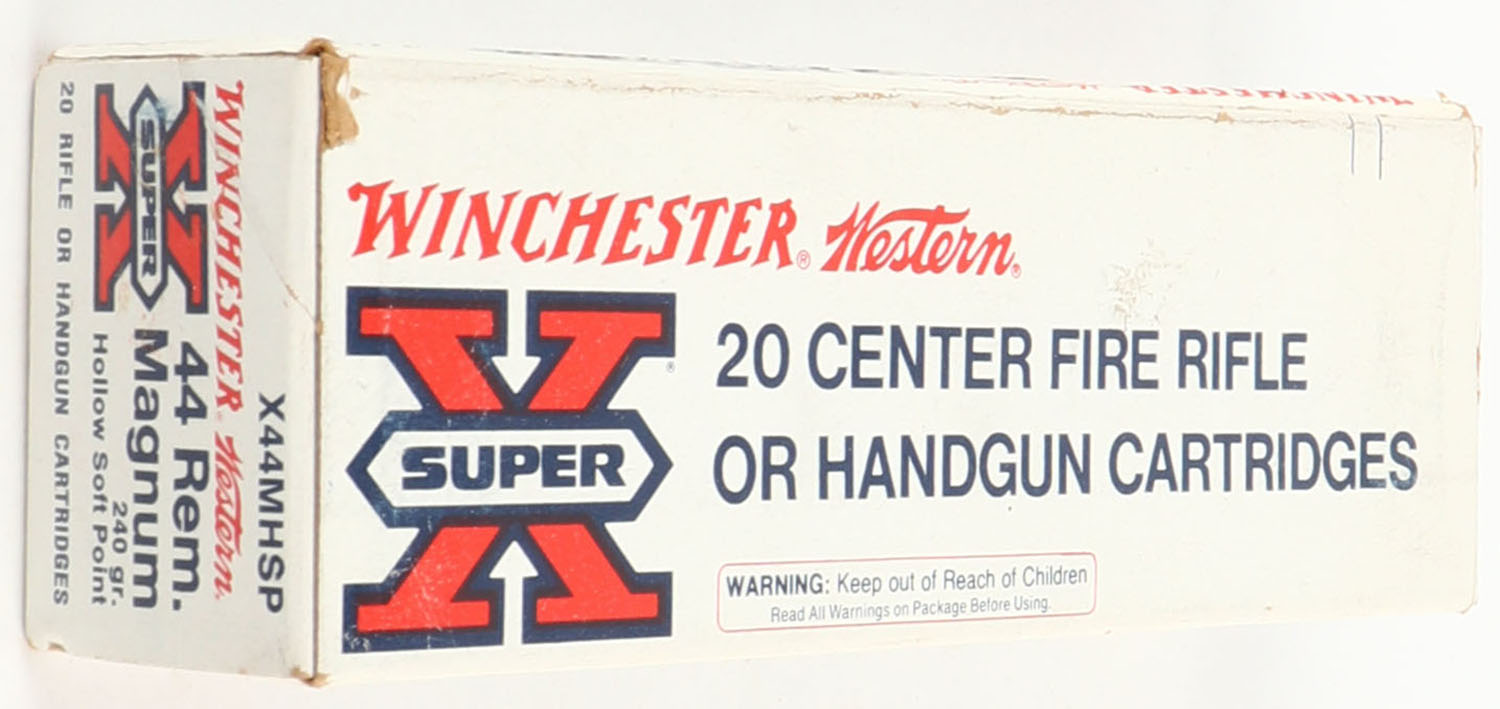 WINCHESTER® Western®
X
SUPER
®
20 CENTER FIRE RIFLE
OR HANDGUN CARTRIDGES
WARNING: Keep out of Reach of Children
Read All Warnings on Package Before Using.
X44MHSP
WINCHESTER® Western®
X
SUPER
44 Rem.
Magnum
240 gr.
Hollow Soft Point
20 RIFLE OR HANDGUN CARTRIDGES
WINCHESTER